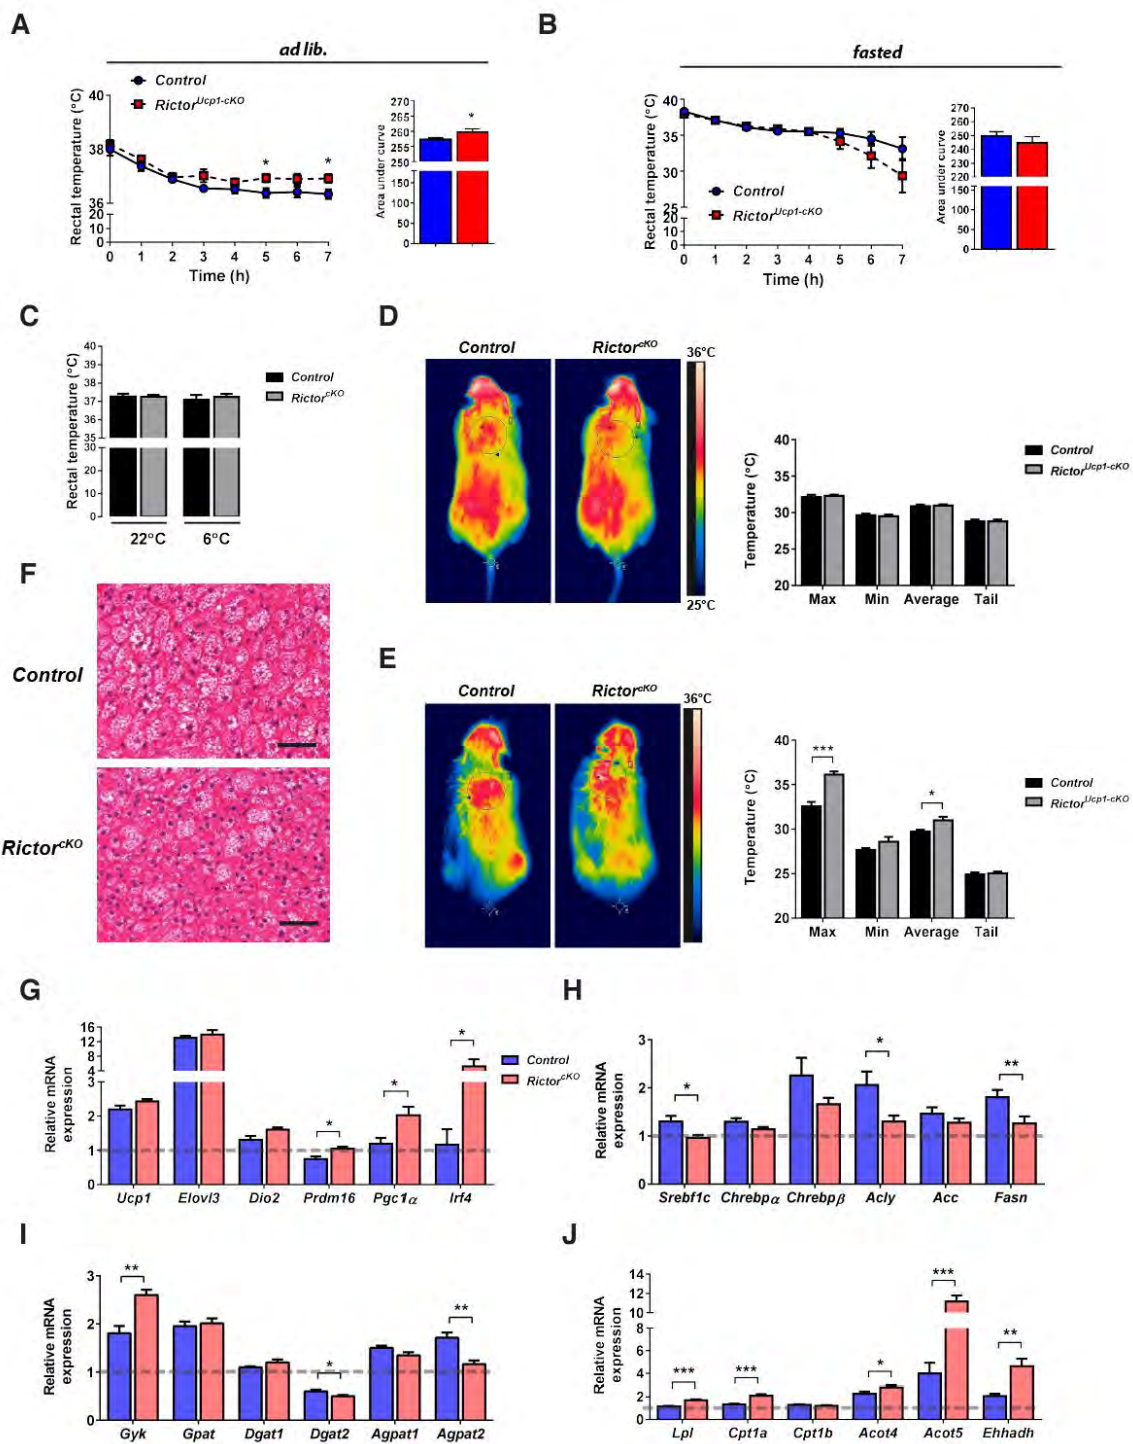 A
ad lib.
Control
Rictor^Ucp1-cKO
Rectal temperature (°C)
40
38
36
20
10
0
0 1 2 3 4 5 6 7
Time (h)
* *
Area under curve
270
260
250
150
100
50
0
*
B
fasted
Rectal temperature (°C)
40
35
30
25
20
10
0
Control
Rictor^Ucp1-cKO
0 1 2 3 4 5 6 7
Time (h)
Area under curve
270
260
250
240
230
220
150
100
50
0
C
Rectal temperature (°C)
40
39
38
37
36
35
30
20
10
0
22°C 6°C
Control
Rictor^cKO
D
Control Rictor^cKO
36°C
25°C
Temperature (°C)
40
35
30
25
20
Max Min Average Tail
Control
Rictor^Ucp1-cKO
F
Control
Rictor^cKO
E
Control Rictor^cKO
36°C
Temperature (°C)
40
35
30
25
20
*** *
Max Min Average Tail
Control
Rictor^Ucp1-cKO
G
Relative mRNA
expression
16
12
8
4
3
2
1
0
* * *
Control
Rictor^cKO
Ucp1 Elovl3 Dio2 Prdm16 Pgc1α Irf4
H
Relative mRNA
expression
3
2
1
0
* * **
Srebf1c Chrebpα Chrebpβ Acly Acc Fasn
I
Relative mRNA
expression
3
2
1
0
** * **
Gyk Gpat Dgat1 Dgat2 Agpat1 Agpat2
J
Relative mRNA
expression
14
12
10
8
6
4
2
0
*** *** * *** **
Lpl Cpt1a Cpt1b Acot4 Acot5 Ehhadh